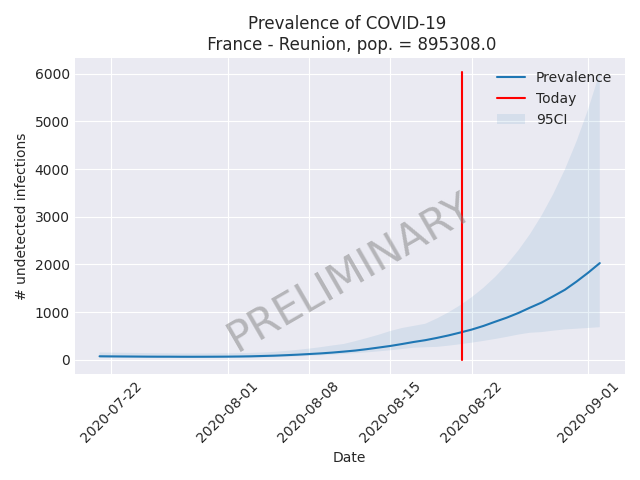 Prevalence of COVID-19
France - Reunion, pop. = 895308.0
# undetected infections
6000
5000
4000
3000
2000
1000
0
Prevalence
Today
95CI
PRELIMINARY
2020-07-22
2020-08-01
2020-08-08
2020-08-15
2020-08-22
2020-09-01
Date